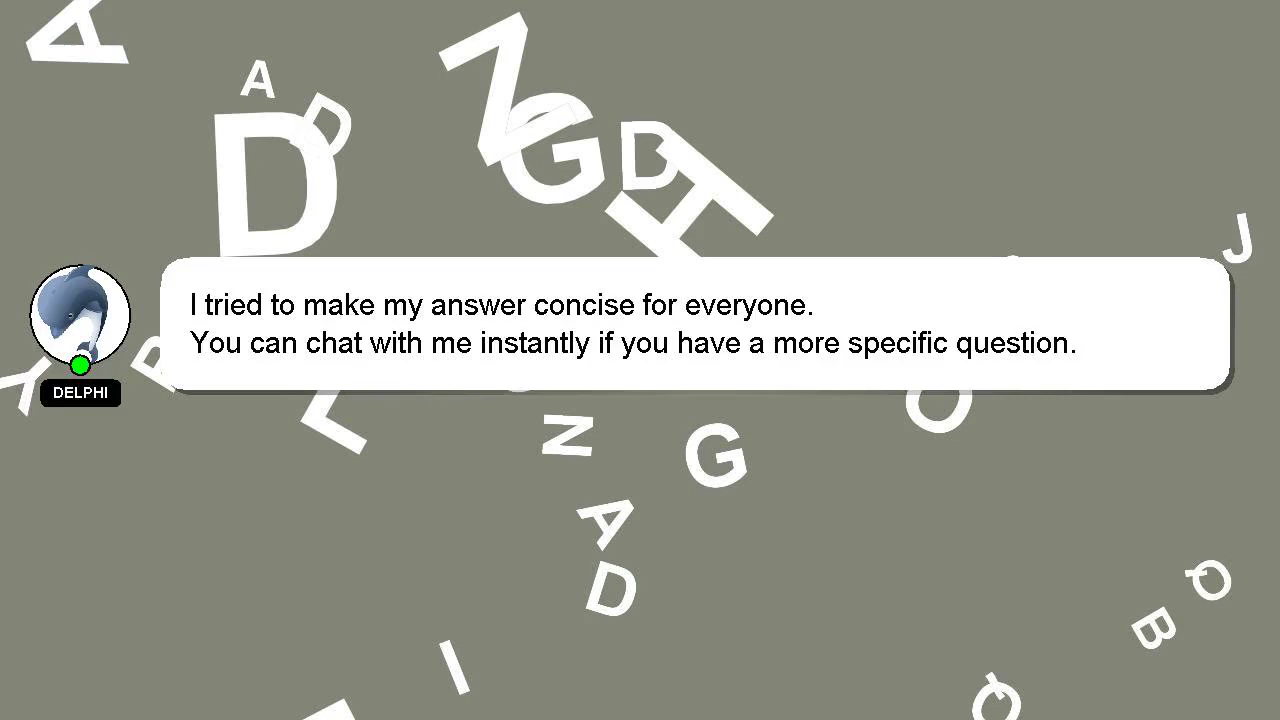 A
A
D
D
Z
G
D
H
J
I tried to make my answer concise for everyone.
You can chat with me instantly if you have a more specific question.
DELPHI
Y
B
L
N
G
O
A
D
Q
B
I
Q